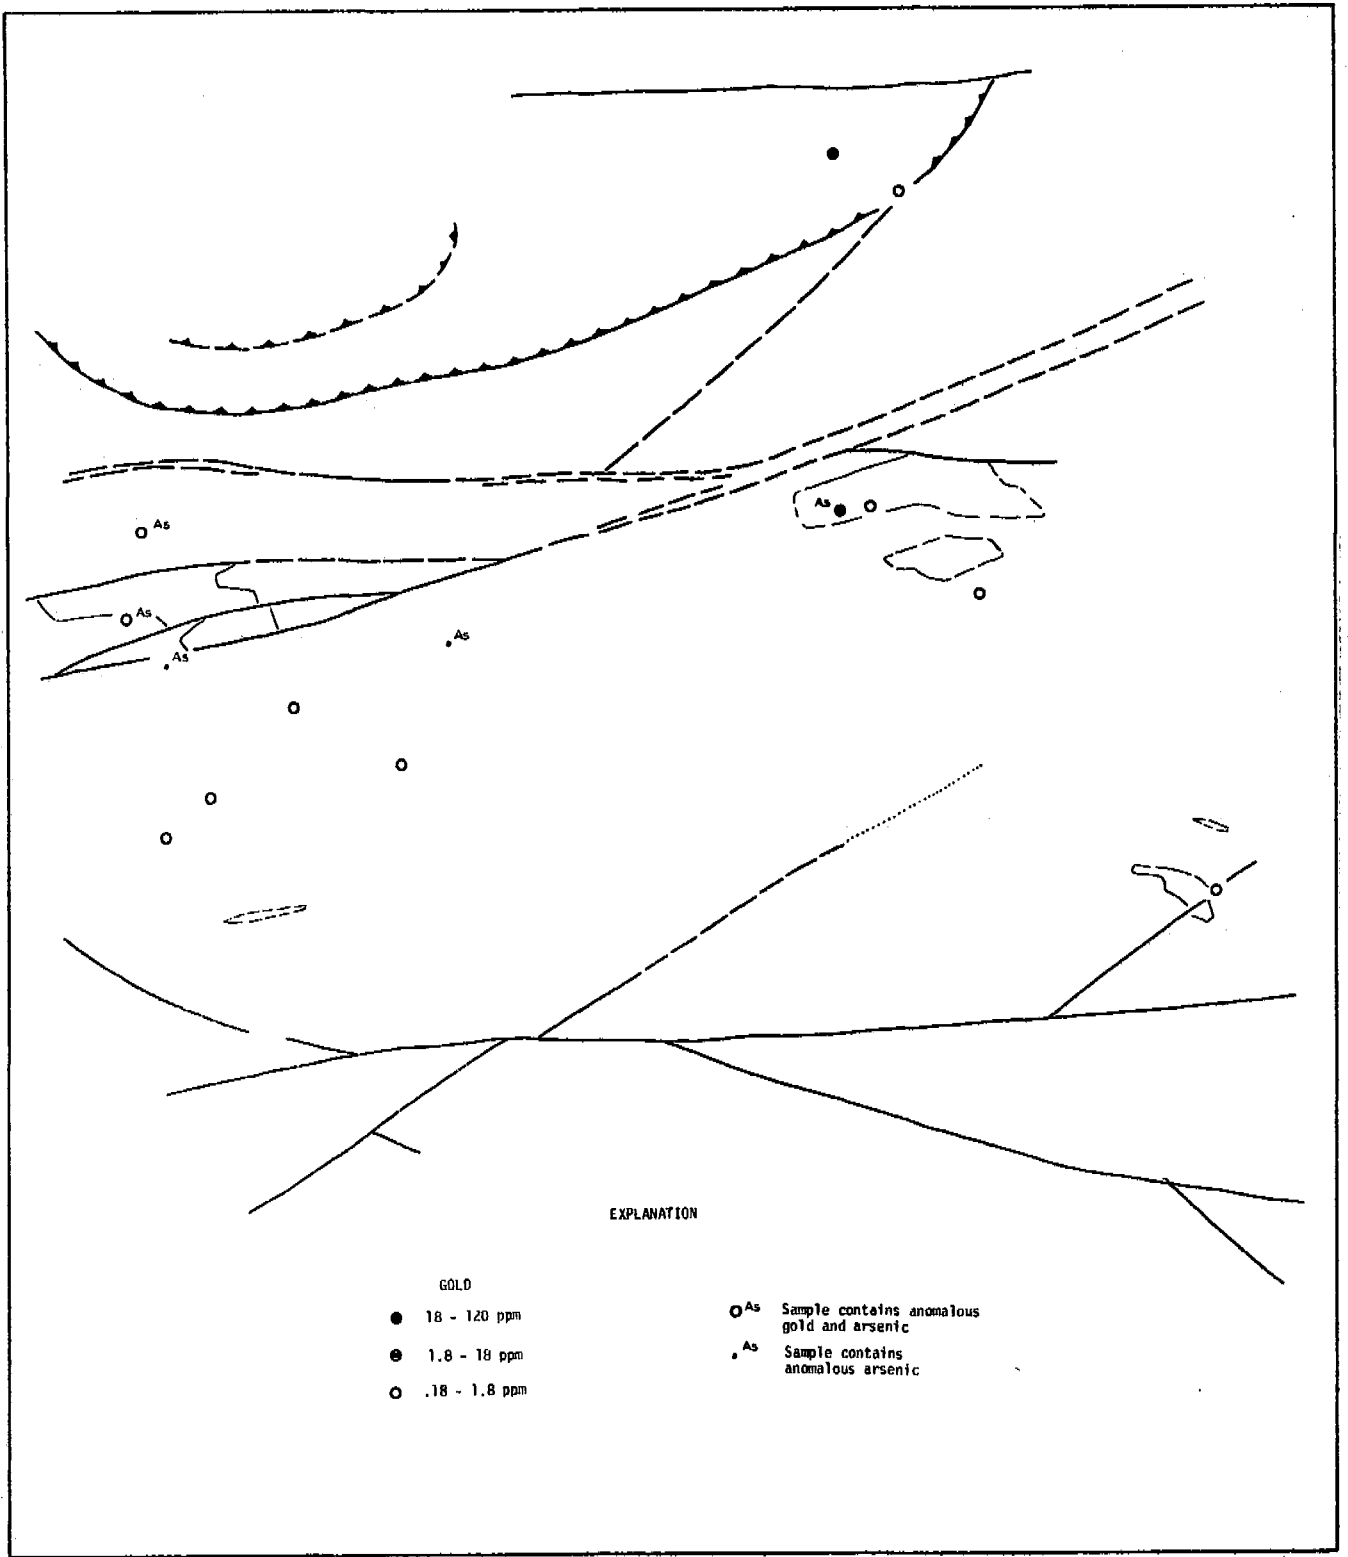 As
As
As
As
As
EXPLANATION
GOLD
18 - 120 ppm
1.8 - 18 ppm
.18 - 1.8 ppm
As Sample contains anomalous
gold and arsenic
As Sample contains
anomalous arsenic